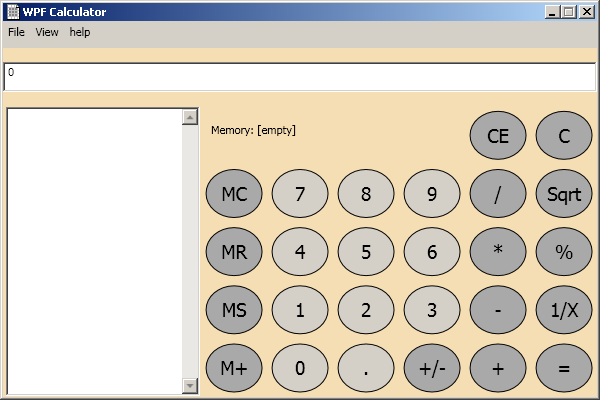 WPF Calculator
File View help
0
Memory: [empty]
CE C
MC 7 8 9 / Sqrt
MR 4 5 6 * %
MS 1 2 3 - 1/X
M+ 0 . +/- + =